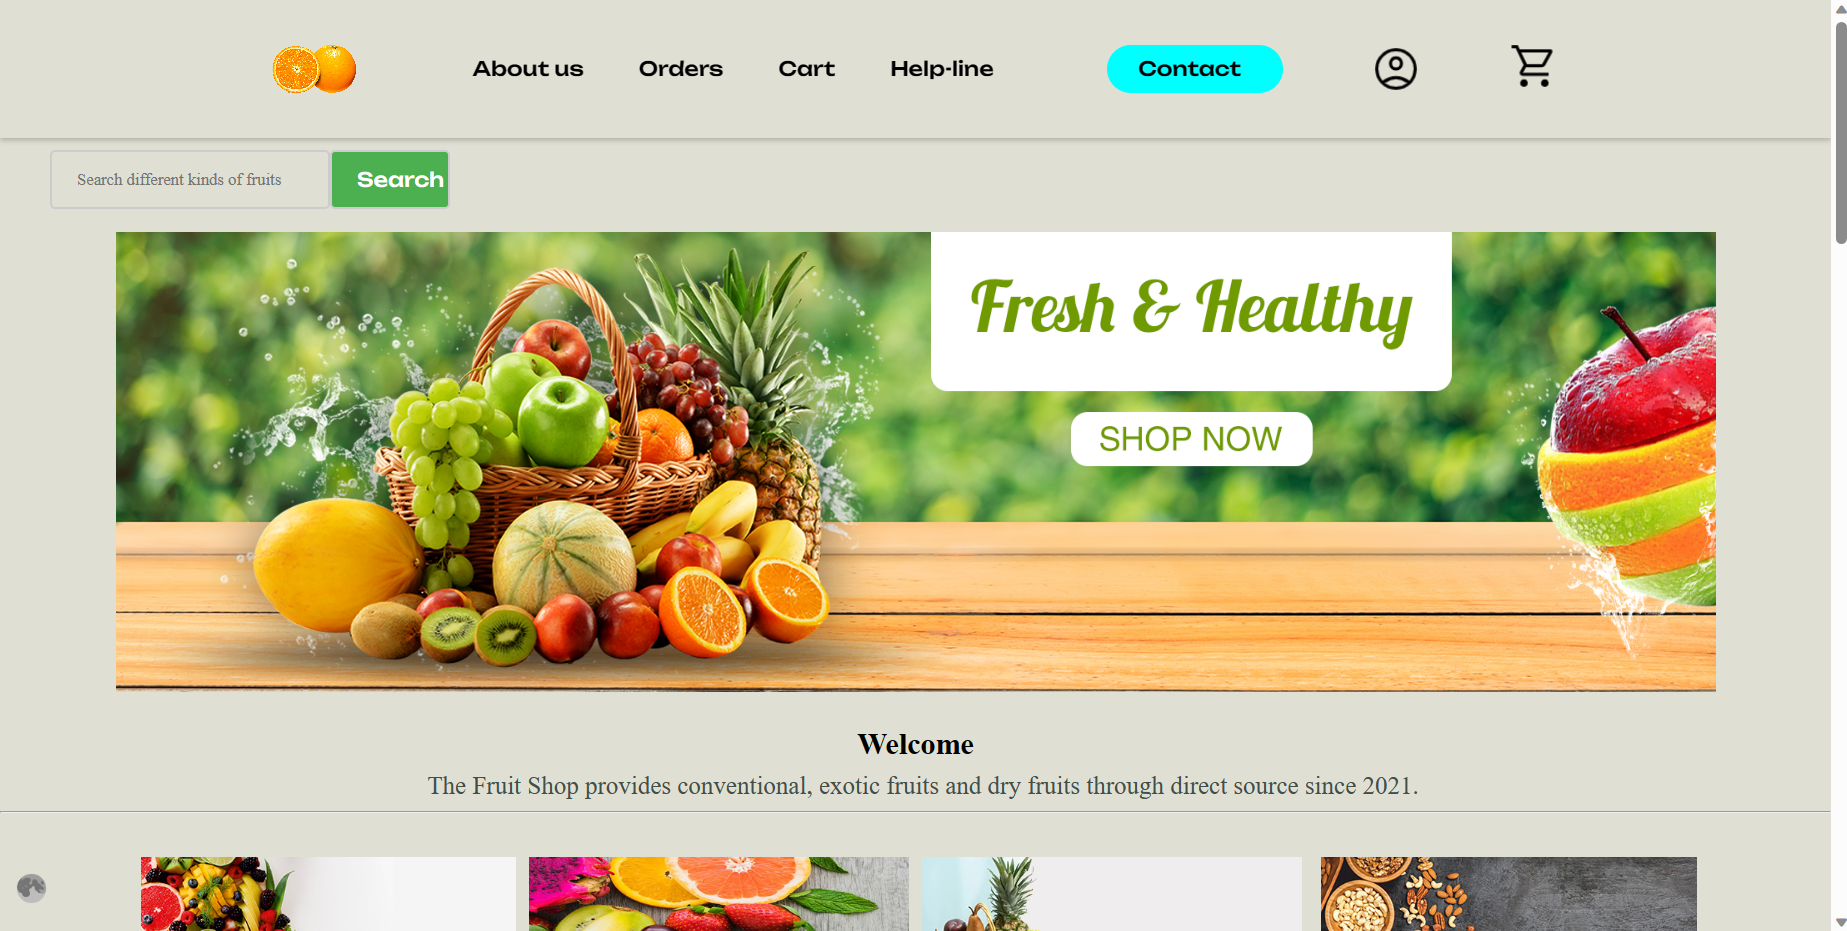 About us Orders Cart Help-line Contact
Search different kinds of fruits Search
Fresh & Healthy
SHOP NOW
Welcome
The Fruit Shop provides conventional, exotic fruits and dry fruits through direct source since 2021.